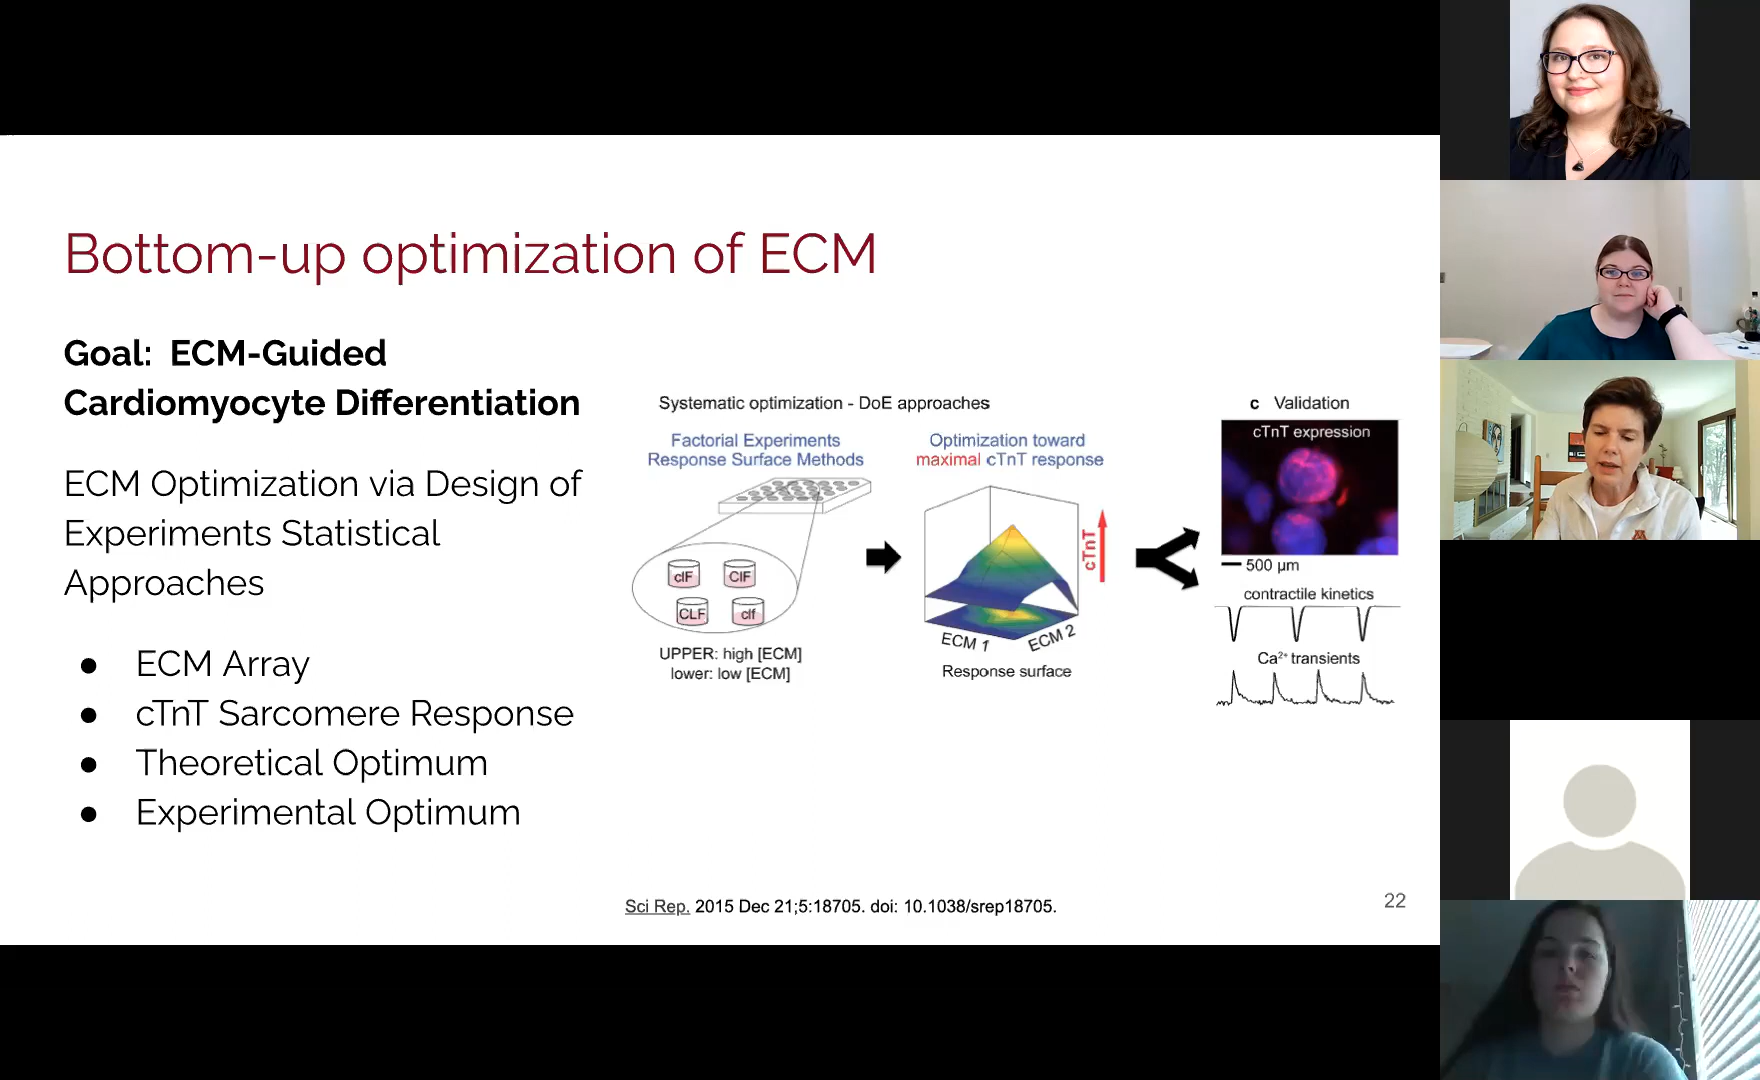 Bottom-up optimization of ECM
Goal: ECM-Guided
Cardiomyocyte Differentiation
ECM Optimization via Design of
Experiments Statistical
Approaches
● ECM Array
● cTnT Sarcomere Response
● Theoretical Optimum
● Experimental Optimum
Systematic optimization - DoE approaches
Factorial Experiments
Response Surface Methods
clF
ClF
CLF
clf
UPPER: high [ECM]
lower: low [ECM]
Optimization toward
maximal cTnT response
cTnT
ECM 1
ECM 2
Response surface
c Validation
cTnT expression
500 μm
contractile kinetics
Ca²⁺ transients
Sci Rep. 2015 Dec 21;5:18705. doi: 10.1038/srep18705.
22